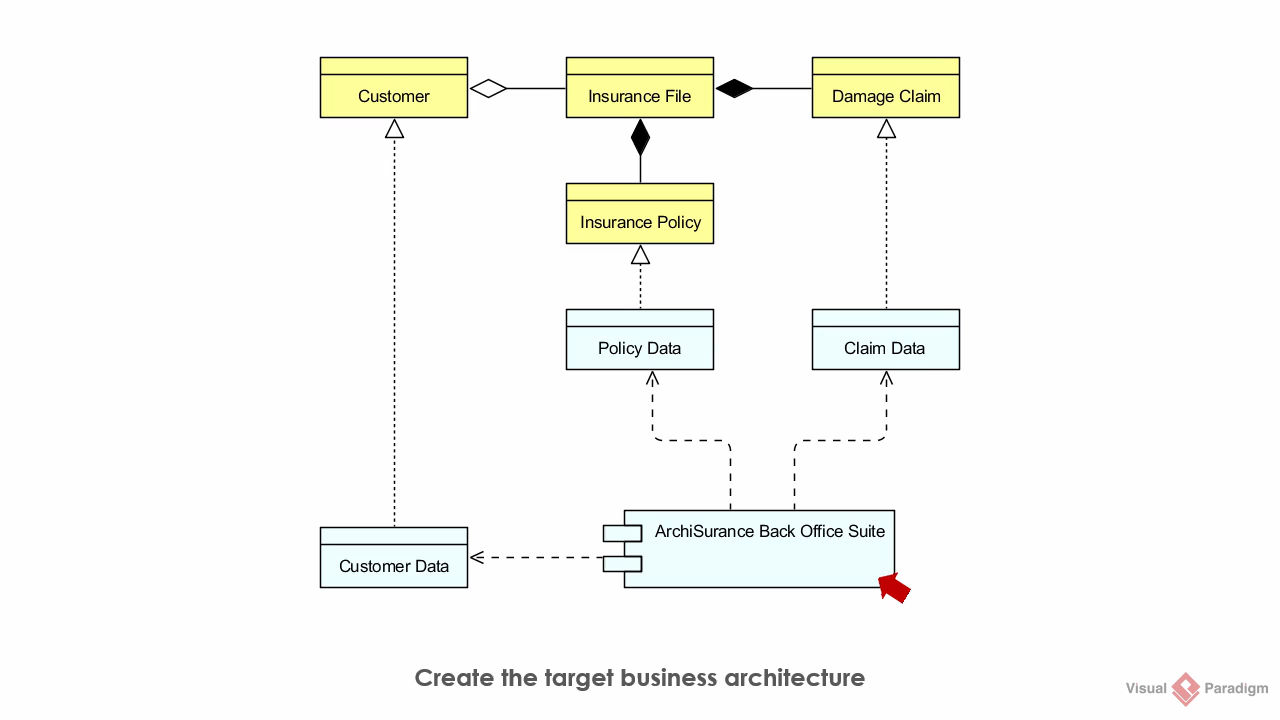 Customer
Insurance File
Damage Claim
Insurance Policy
Policy Data
Claim Data
ArchiSurance Back Office Suite
Customer Data
Create the target business architecture
Visual Paradigm